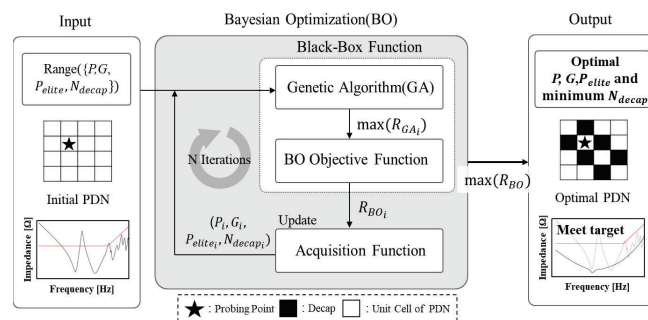 Input
Bayesian Optimization(BO)
Output
Range({P,G,
P_elite, N_decap})
Initial PDN
Impedance [Ω]
Frequency [Hz]
Black-Box Function
Genetic Algorithm(GA)
max(R_GA_i)
BO Objective Function
N Iterations
R_BO_i
(P_i, G_i,
P_elite_i, N_decap_i)
Update
Acquisition Function
max(R_BO)
Optimal
P, G, P_elite and
minimum N_decap
Optimal PDN
Meet target
Impedance [Ω]
Frequency [Hz]
: Probing Point
: Decap
: Unit Cell of PDN